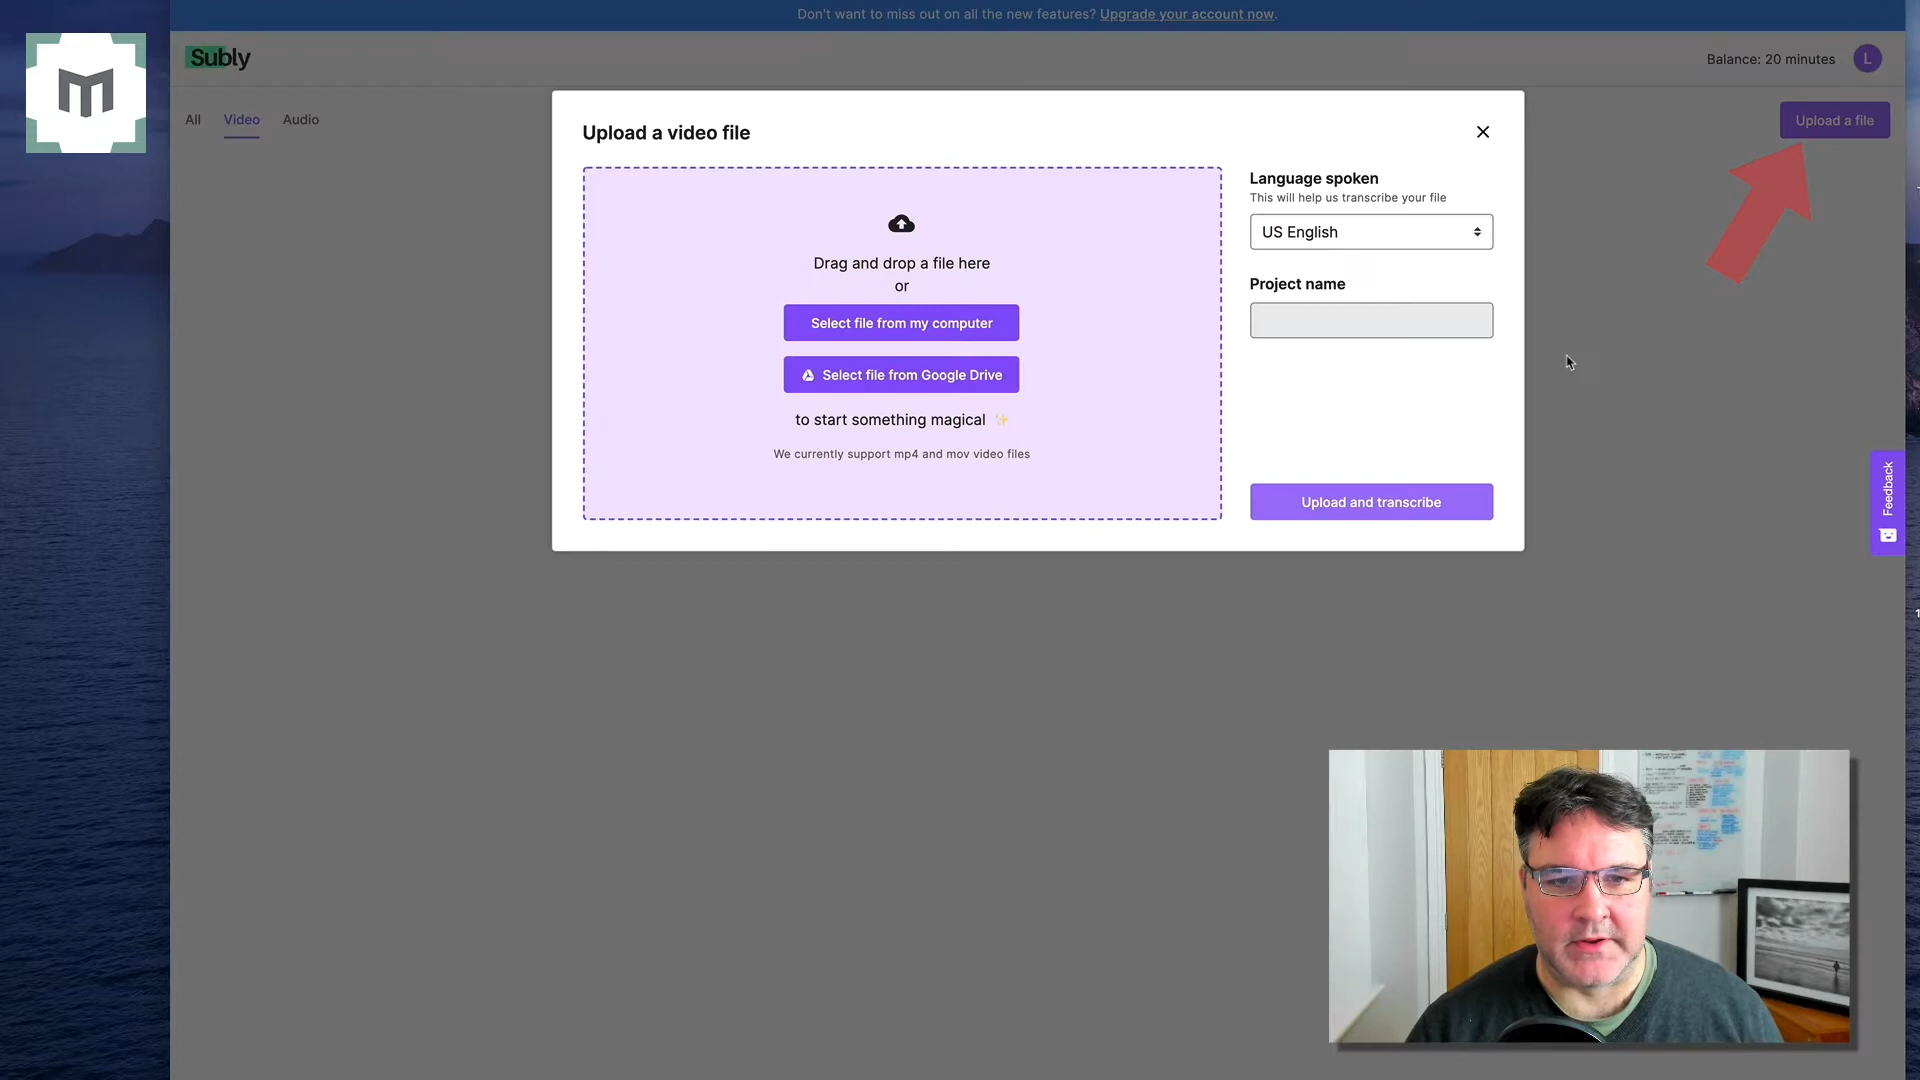 Don't want to miss out on all the new features? Upgrade your account now.
Subly
Balance: 20 minutes
L
All
Video
Audio
Upload a file
Upload a video file
Drag and drop a file here
or
Select file from my computer
Select file from Google Drive
to start something magical ✨
We currently support mp4 and mov video files
Language spoken
This will help us transcribe your file
US English
Project name
Upload and transcribe
Feedback